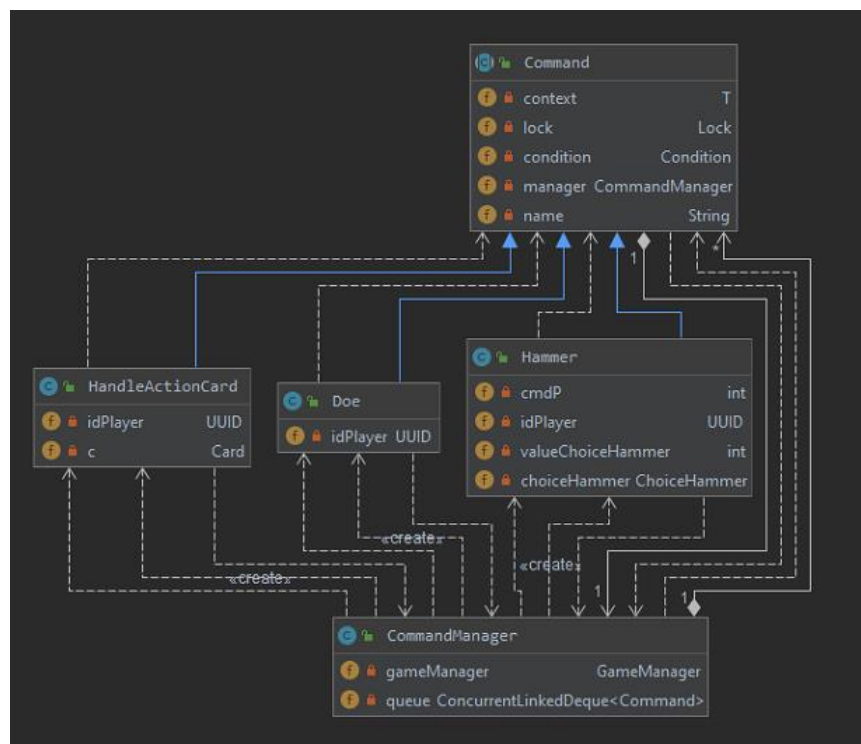 Command
context T
lock Lock
condition Condition
manager CommandManager
name String
1 *
HandleActionCard
idPlayer UUID
c Card
Doe
idPlayer UUID
Hammer
cmdP int
idPlayer UUID
valueChoiceHammer int
choiceHammer ChoiceHammer
«create»
«create»
«create»
1 1
CommandManager
gameManager GameManager
queue ConcurrentLinkedDeque<Command>